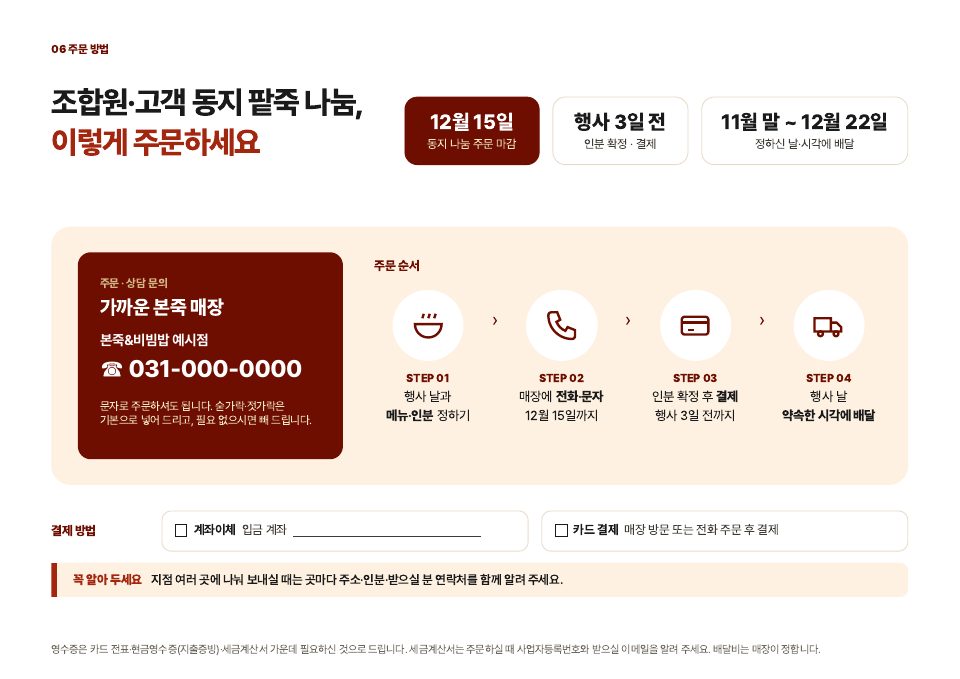 06 주문 방법
조합원·고객 동지 팥죽 나눔,
이렇게 주문하세요
12월 15일
동지 나눔 주문 마감
행사 3일 전
인분 확정 · 결제
11월 말 ~ 12월 22일
정하신 날·시각에 배달
주문 · 상담 문의
가까운 본죽 매장
본죽&비빔밥 예시점
☎ 031-000-0000
문자로 주문하셔도 됩니다. 숟가락·젓가락은
기본으로 넣어 드리고, 필요 없으시면 빼 드립니다.
주문 순서
STEP 01
행사 날과
메뉴·인분 정하기
›
STEP 02
매장에 전화·문자
12월 15일까지
›
STEP 03
인분 확정 후 결제
행사 3일 전까지
›
STEP 04
행사 날
약속한 시각에 배달
결제 방법
☐ 계좌이체 입금 계좌
☐ 카드 결제 매장 방문 또는 전화 주문 후 결제
꼭 알아 두세요 지점 여러 곳에 나눠 보내실 때는 곳마다 주소·인분·받으실 분 연락처를 함께 알려 주세요.
영수증은 카드 전표·현금영수증(지출증빙)·세금계산서 가운데 필요하신 것으로 드립니다. 세금계산서는 주문하실 때 사업자등록번호와 받으실 이메일을 알려 주세요. 배달비는 매장이 정합니다.